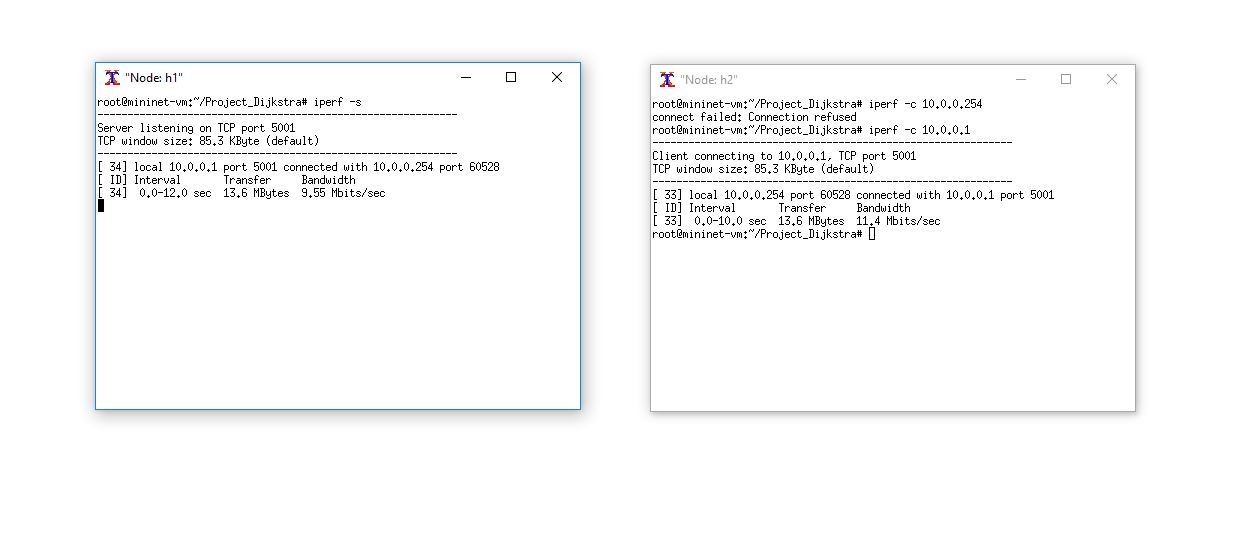 "Node: h1"
root@mininet-vm:~/Project_Dijkstra# iperf -s
------------------------------------------------------------
Server listening on TCP port 5001
TCP window size: 85.3 KByte (default)
------------------------------------------------------------
[ 34] local 10.0.0.1 port 5001 connected with 10.0.0.254 port 60528
[ ID] Interval       Transfer     Bandwidth
[ 34]  0.0-12.0 sec  13.6 MBytes  9.55 Mbits/sec
"Node: h2"
root@mininet-vm:~/Project_Dijkstra# iperf -c 10.0.0.254
connect failed: Connection refused
root@mininet-vm:~/Project_Dijkstra# iperf -c 10.0.0.1
------------------------------------------------------------
Client connecting to 10.0.0.1, TCP port 5001
TCP window size: 85.3 KByte (default)
------------------------------------------------------------
[ 33] local 10.0.0.254 port 60528 connected with 10.0.0.1 port 5001
[ ID] Interval       Transfer     Bandwidth
[ 33]  0.0-10.0 sec  13.6 MBytes  11.4 Mbits/sec
root@mininet-vm:~/Project_Dijkstra#